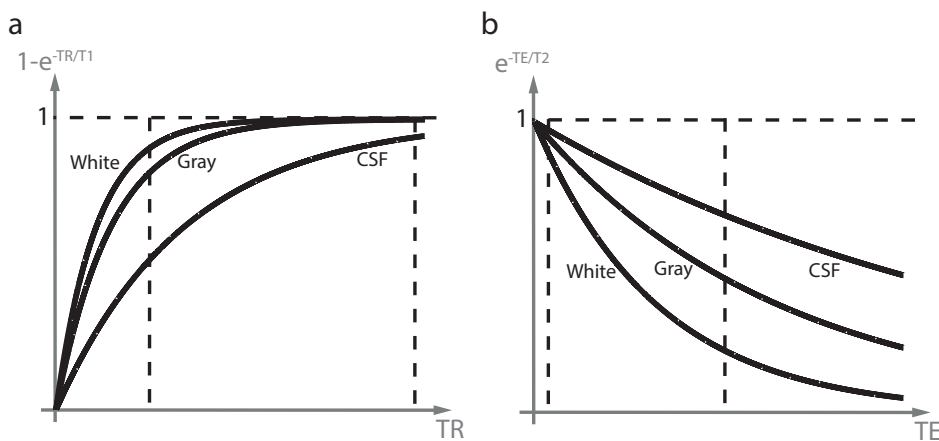 a
1-e-TR/T1
1
White
Gray
CSF
TR
b
e-TE/T2
1
White
Gray
CSF
TE